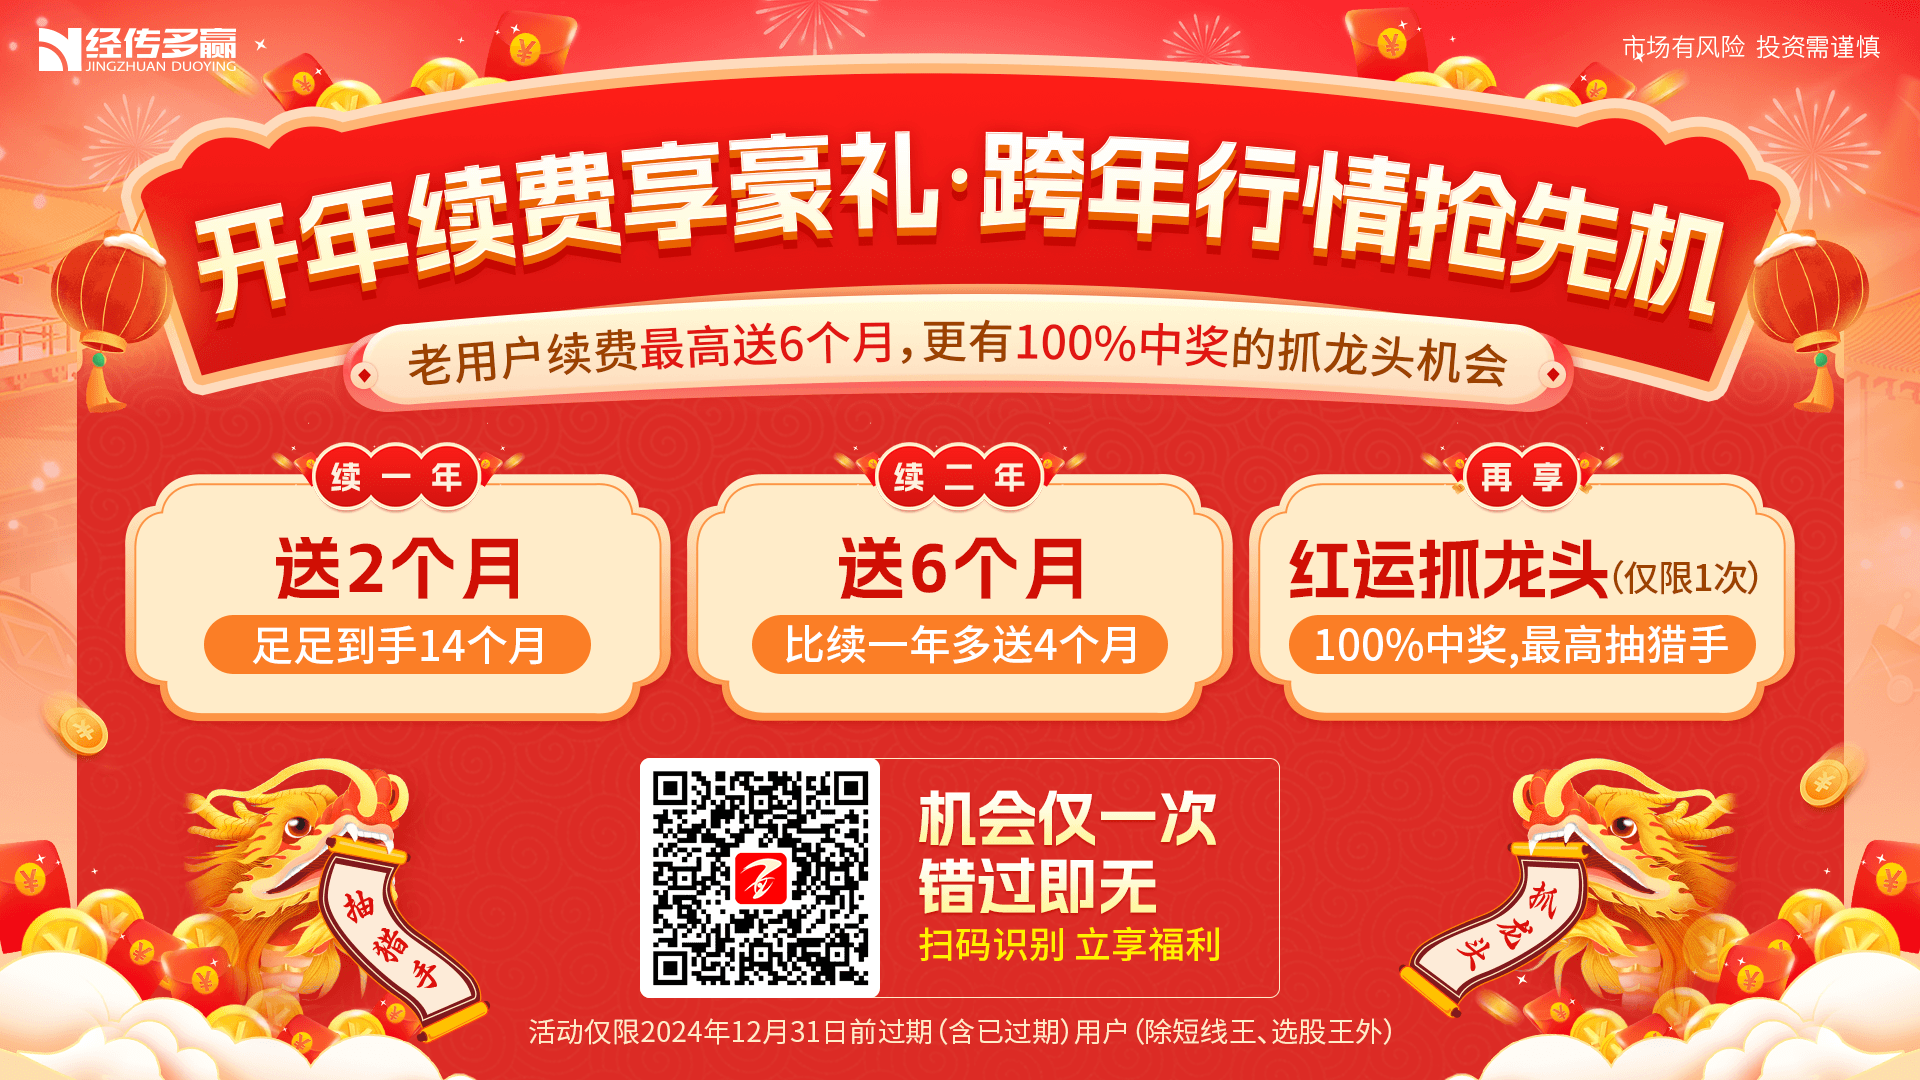 经传多赢
JINGZHUAN DUOYING
市场有风险 投资需谨慎
开年续费享豪礼·跨年行情抢先机
老用户续费最高送6个月，更有100%中奖的抓龙头机会
续一年
送2个月
足足到手14个月
续二年
送6个月
比续一年多送4个月
再享
红运抓龙头（仅限1次）
100%中奖,最高抽猎手
机会仅一次
错过即无
扫码识别 立享福利
抽猎手
抓龙头
活动仅限2024年12月31日前过期（含已过期）用户（除短线王、选股王外）